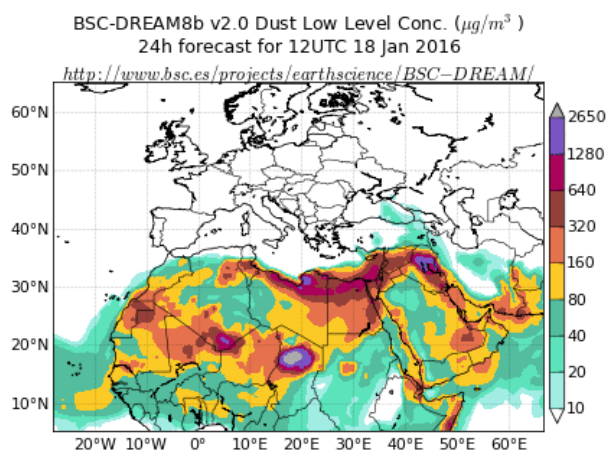 BSC-DREAM8b v2.0 Dust Low Level Conc. (μg/m³ )
24h forecast for 12UTC 18 Jan 2016
http://www.bsc.es/projects/earthscience/BSC−DREAM/
60°N
50°N
40°N
30°N
20°N
10°N
20°W 10°W 0° 10°E 20°E 30°E 40°E 50°E 60°E
2650
1280
640
320
160
80
40
20
10